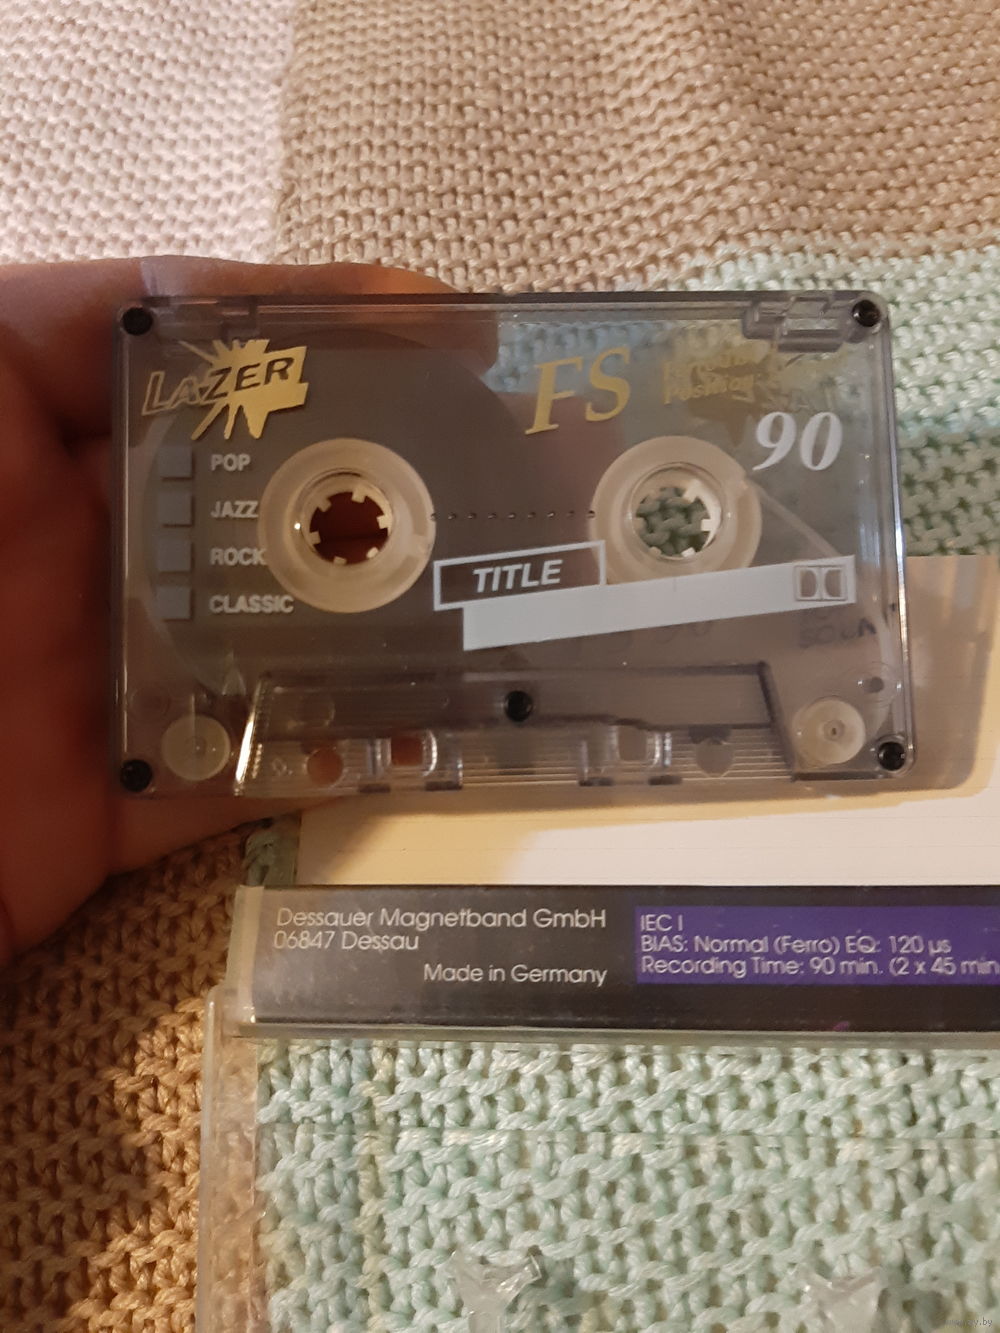 LAZER
FS
90
POP
JAZZ
ROCK
CLASSIC
TITLE
Dessauer Magnetband GmbH
06847 Dessau
Made in Germany
IEC I
BIAS: Normal (Ferro) EQ: 120 µs
Recording Time: 90 min. (2 x 45 min